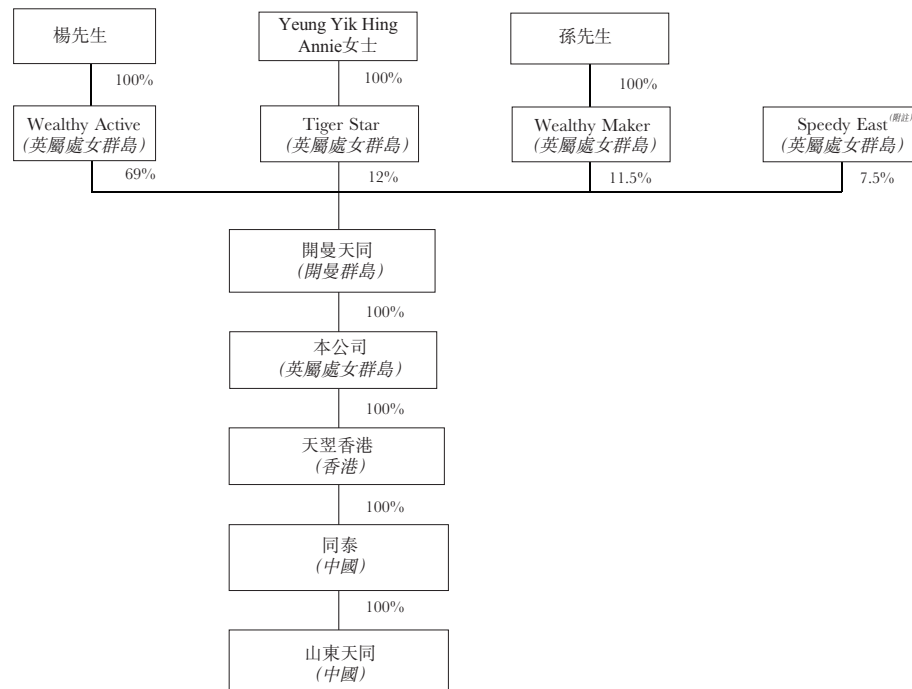 楊先生
Yeung Yik Hing
Annie女士
孫先生
100%
100%
100%
Wealthy Active
(英屬處女群島)
Tiger Star
(英屬處女群島)
Wealthy Maker
(英屬處女群島)
Speedy East(附註)
(英屬處女群島)
69%
12%
11.5%
7.5%
開曼天同
(開曼群島)
100%
本公司
(英屬處女群島)
100%
天翌香港
(香港)
100%
同泰
(中國)
100%
山東天同
(中國)